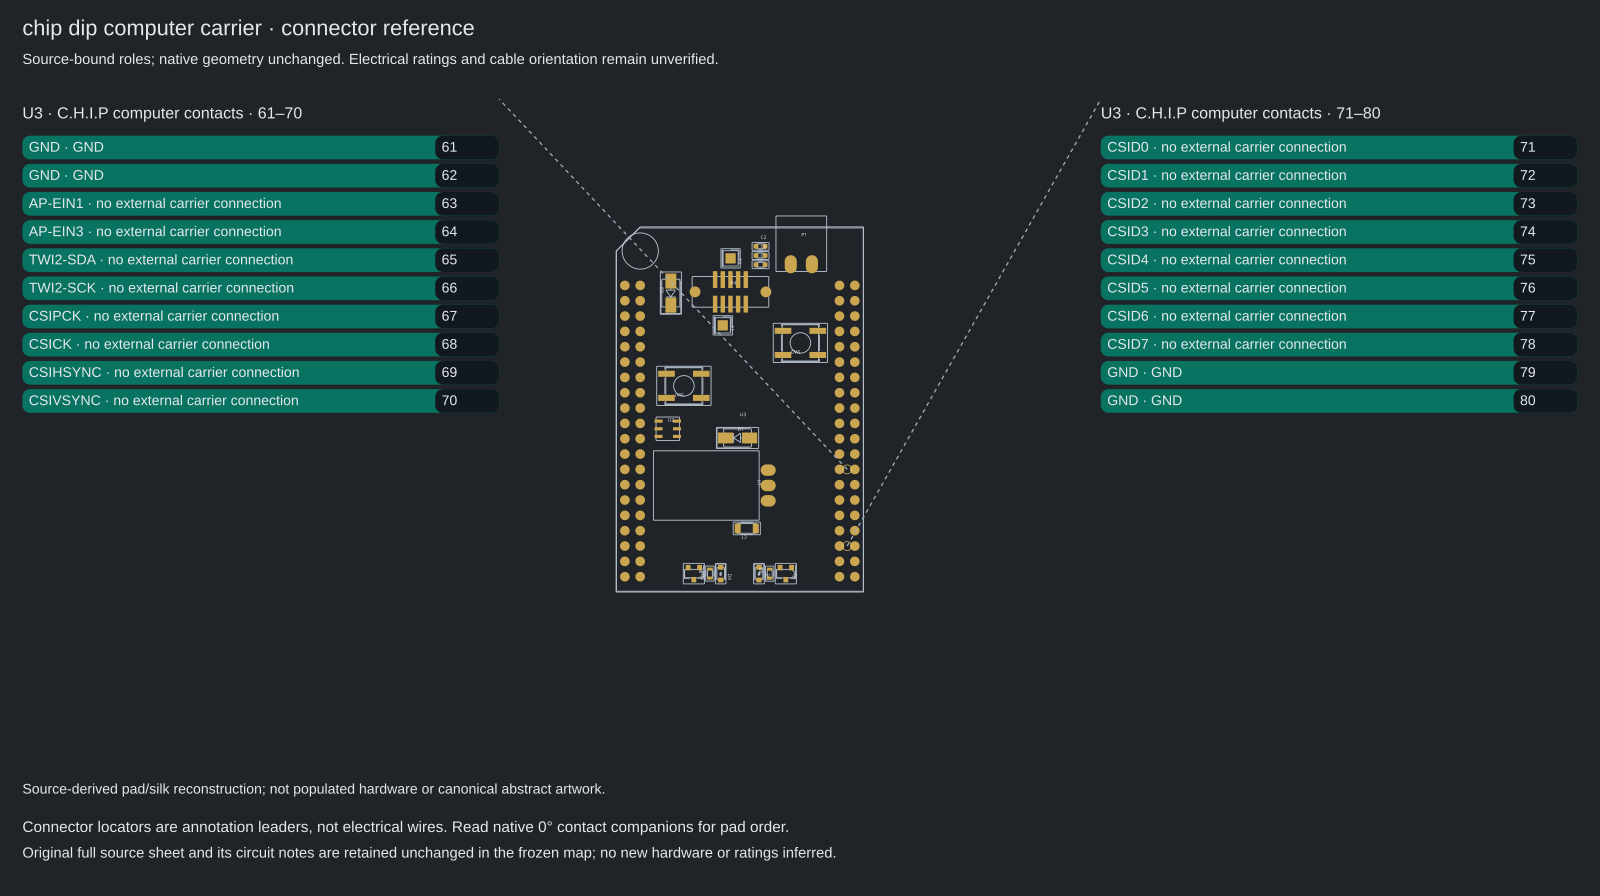 chip dip computer carrier · connector reference
Source-bound roles; native geometry unchanged. Electrical ratings and cable orientation remain unverified.
U3 · C.H.I.P computer contacts · 61–70
GND · GND 61
GND · GND 62
AP-EIN1 · no external carrier connection 63
AP-EIN3 · no external carrier connection 64
TWI2-SDA · no external carrier connection 65
TWI2-SCK · no external carrier connection 66
CSIPCK · no external carrier connection 67
CSICK · no external carrier connection 68
CSIHSYNC · no external carrier connection 69
CSIVSYNC · no external carrier connection 70
U3 · C.H.I.P computer contacts · 71–80
CSID0 · no external carrier connection 71
CSID1 · no external carrier connection 72
CSID2 · no external carrier connection 73
CSID3 · no external carrier connection 74
CSID4 · no external carrier connection 75
CSID5 · no external carrier connection 76
CSID6 · no external carrier connection 77
CSID7 · no external carrier connection 78
GND · GND 79
GND · GND 80
C2
P1
U3
Source-derived pad/silk reconstruction; not populated hardware or canonical abstract artwork.
Connector locators are annotation leaders, not electrical wires. Read native 0° contact companions for pad order.
Original full source sheet and its circuit notes are retained unchanged in the frozen map; no new hardware or ratings inferred.